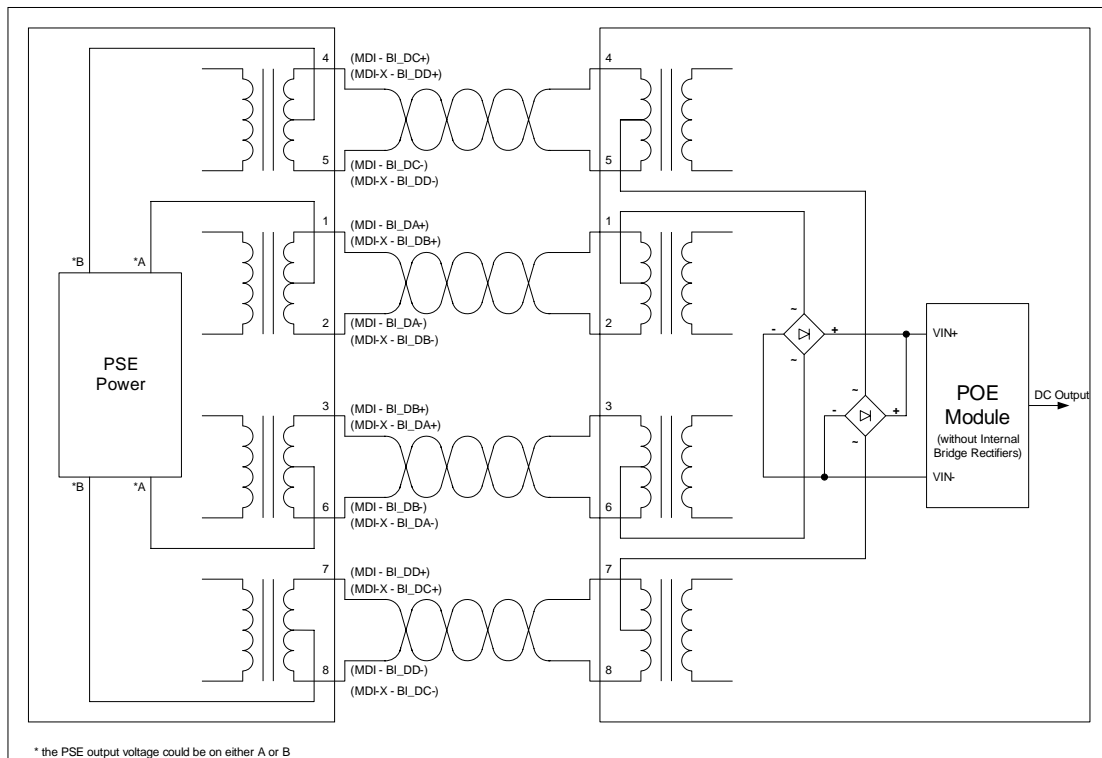 4
(MDI - BI_DC+)
(MDI-X - BI_DD+)
4
5
(MDI - BI_DC-)
(MDI-X - BI_DD-)
5
1
(MDI - BI_DA+)
(MDI-X - BI_DB+)
1
*B
*A
2
(MDI - BI_DA-)
(MDI-X - BI_DB-)
2
PSE
Power
~
-
+
~
~
-
+
~
VIN+
POE
Module
(without Internal
Bridge Rectifiers)
VIN-
DC Output
3
(MDI - BI_DB+)
(MDI-X - BI_DA+)
3
*B
*A
6
(MDI - BI_DB-)
(MDI-X - BI_DA-)
6
7
(MDI - BI_DD+)
(MDI-X - BI_DC+)
7
8
(MDI - BI_DD-)
(MDI-X - BI_DC-)
8
* the PSE output voltage could be on either A or B